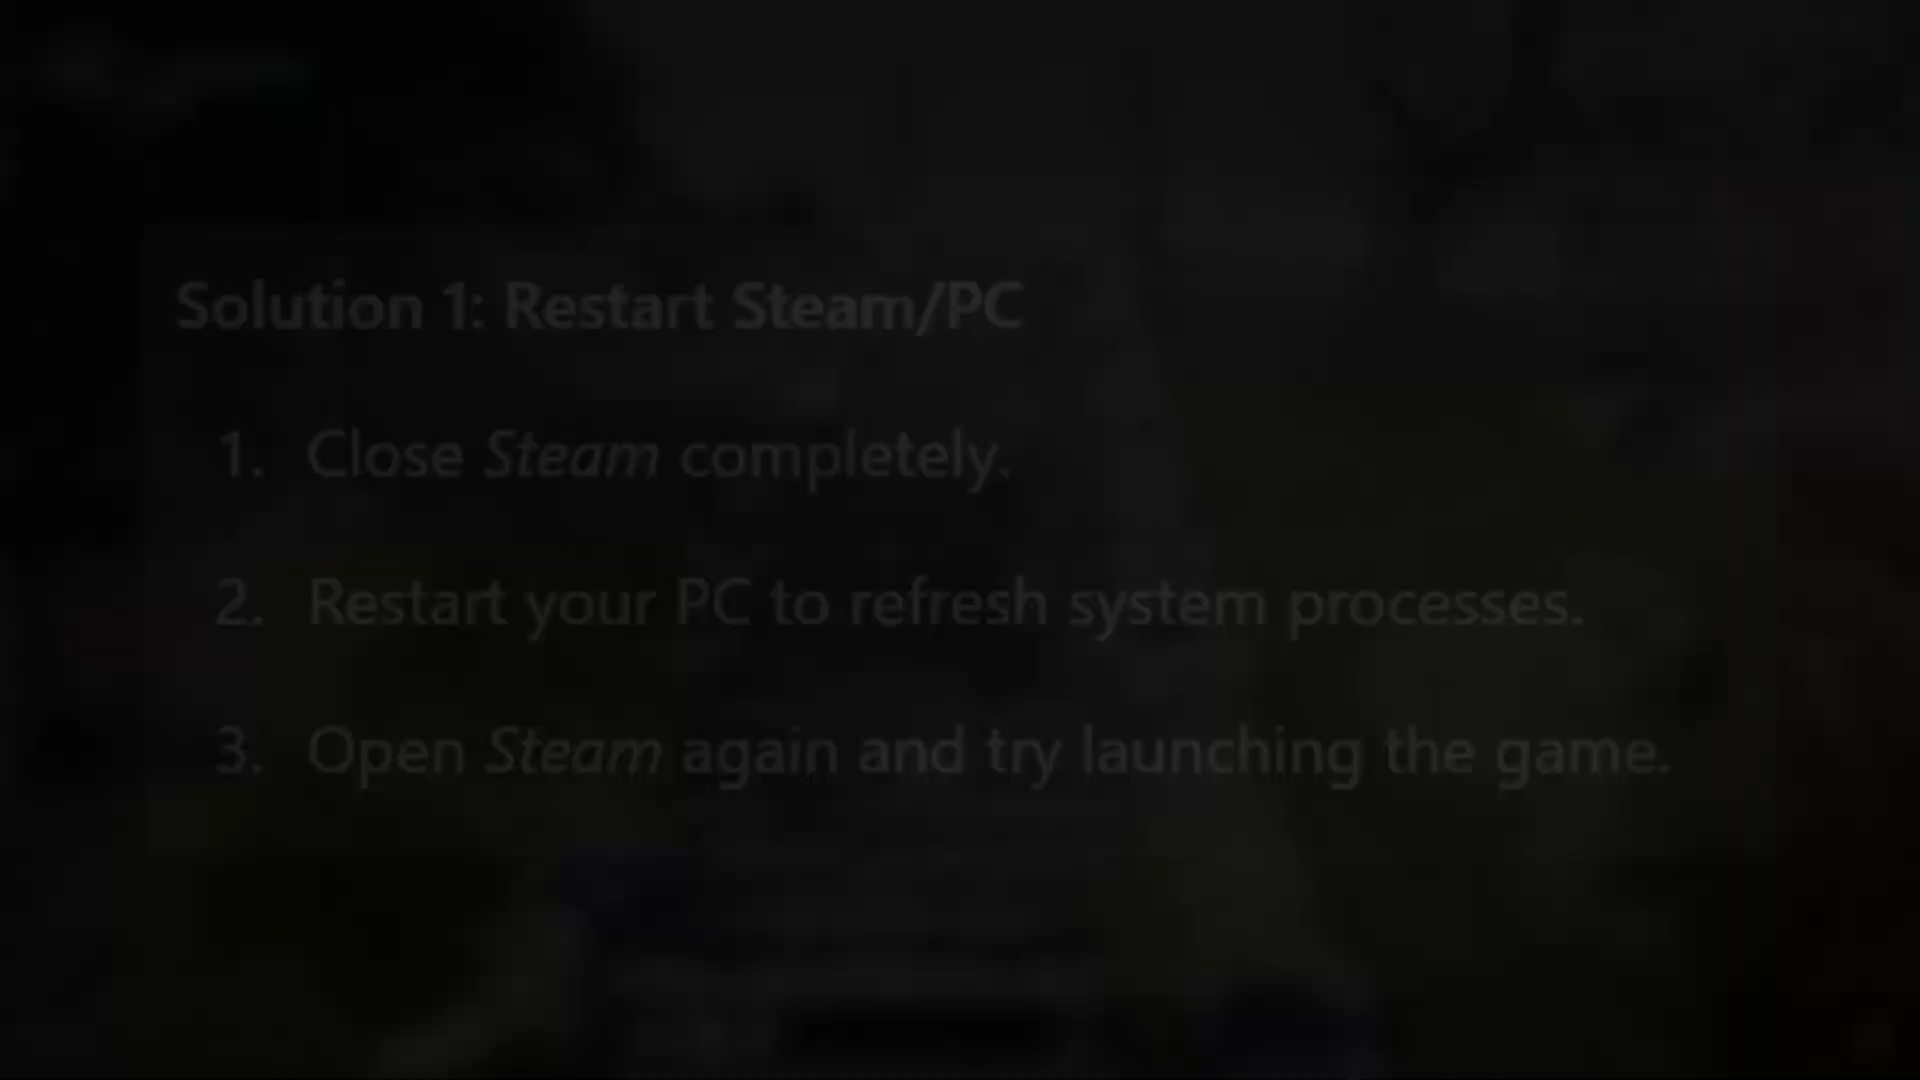 Solution 1: Restart Steam/PC
1. Close Steam completely.
2. Restart your PC to refresh system processes.
3. Open Steam again and try launching the game.